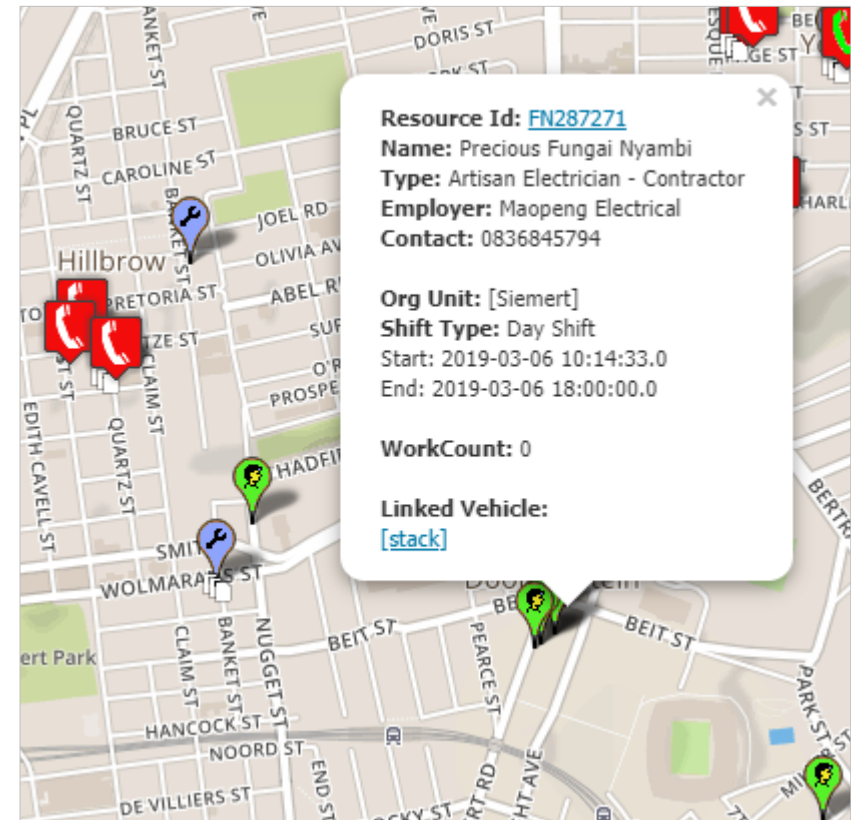 DORIS ST
BRUCE ST
CAROLINE ST
QUARTZ ST
BANKET ST
JOEL RD
OLIVIA AV
Hillbrow
PRETORIA ST
ABEL R
CLAIM ST
O'R
PROSPE
EDITH CAVELL ST
QUARTZ ST
HADFI
SMIT
WOLMARA
ST
BEIT ST
PEARCE ST
BEIT ST
ert Park
CLAIM ST
BANKET ST
NUGGET ST
HANCOCK ST
NOORD ST
END ST
DE VILLIERS ST
PARK ST
BERTR
HARL
×
Resource Id: FN287271
Name: Precious Fungai Nyambi
Type: Artisan Electrician - Contractor
Employer: Maopeng Electrical
Contact: 0836845794
Org Unit: [Siemert]
Shift Type: Day Shift
Start: 2019-03-06 10:14:33.0
End: 2019-03-06 18:00:00.0
WorkCount: 0
Linked Vehicle:
[stack]